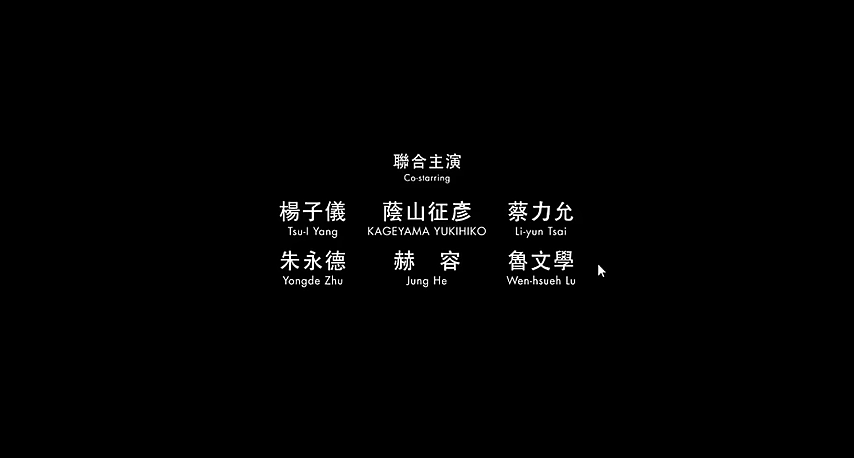 聯合主演
Co-starring
楊子儀 蔭山征彥 蔡力允
Tsu-I Yang KAGEYAMA YUKIHIKO Li-yun Tsai
朱永德 赫 容 魯文學
Yongde Zhu Jung He Wen-hsueh Lu